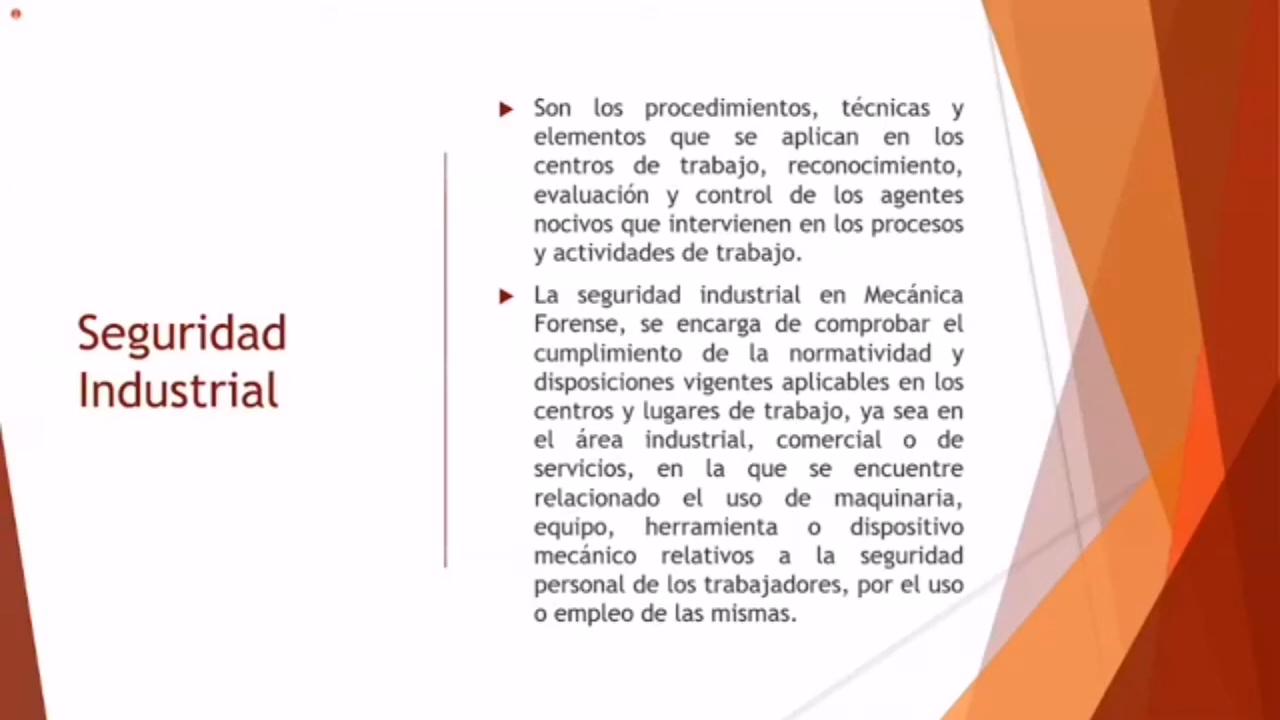 Seguridad
Industrial
Son los procedimientos, técnicas y
elementos que se aplican en los
centros de trabajo, reconocimiento,
evaluación y control de los agentes
nocivos que intervienen en los procesos
y actividades de trabajo.
La seguridad industrial en Mecánica
Forense, se encarga de comprobar el
cumplimiento de la normatividad y
disposiciones vigentes aplicables en los
centros y lugares de trabajo, ya sea en
el área industrial, comercial o de
servicios, en la que se encuentre
relacionado el uso de maquinaria,
equipo, herramienta o dispositivo
mecánico relativos a la seguridad
personal de los trabajadores, por el uso
o empleo de las mismas.